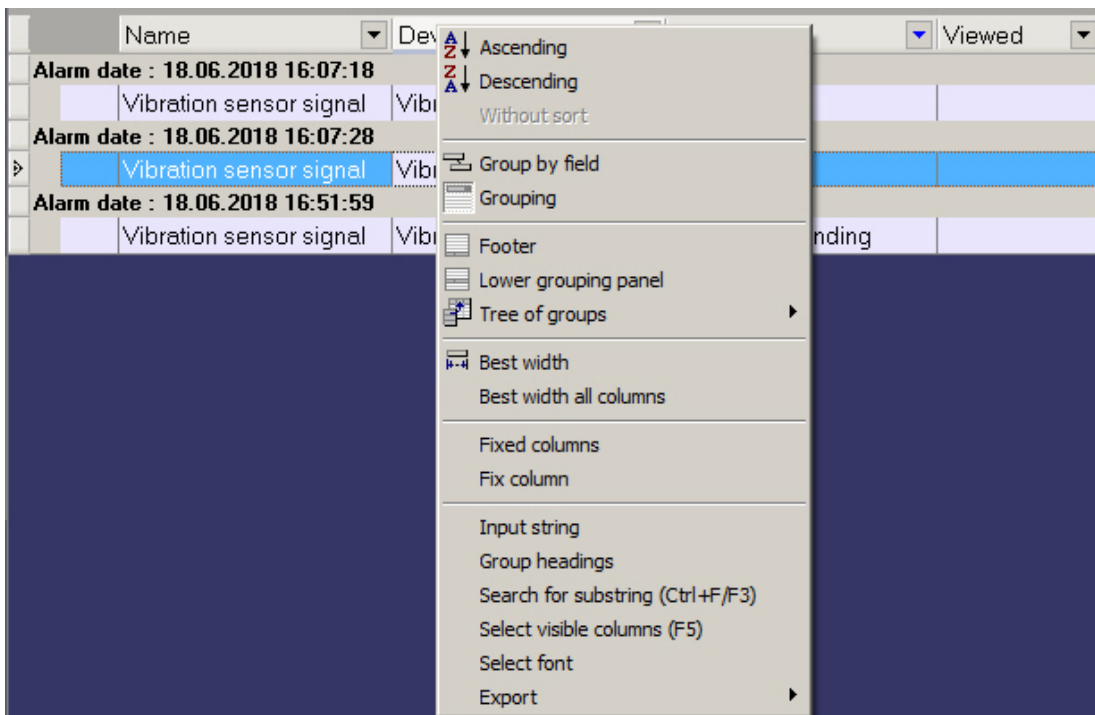 Name Viewed
Alarm date : 18.06.2018 16:07:18
Vibration sensor signal
Alarm date : 18.06.2018 16:07:28
Vibration sensor signal
Alarm date : 18.06.2018 16:51:59
Vibration sensor signal
Ascending
Descending
Without sort
Group by field
Grouping
Footer
Lower grouping panel
Tree of groups
Best width
Best width all columns
Fixed columns
Fix column
Input string
Group headings
Search for substring (Ctrl+F/F3)
Select visible columns (F5)
Select font
Export